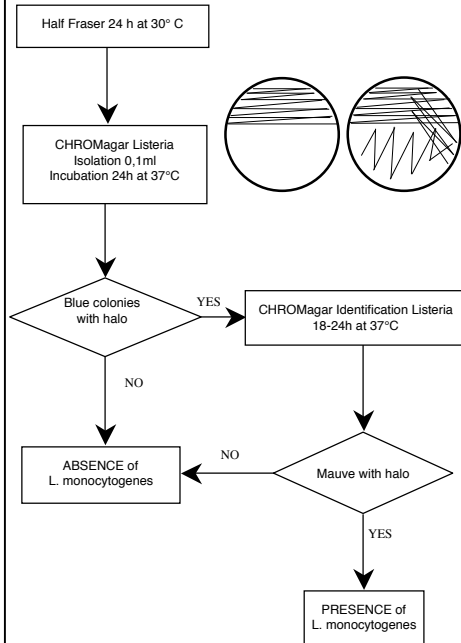 Half Fraser 24 h at 30° C
CHROMagar Listeria
Isolation 0,1ml
Incubation 24h at 37°C
Blue colonies
with halo
YES
CHROMagar Identification Listeria
18-24h at 37°C
NO
ABSENCE of
L. monocytogenes
NO
Mauve with halo
YES
PRESENCE of
L. monocytogenes